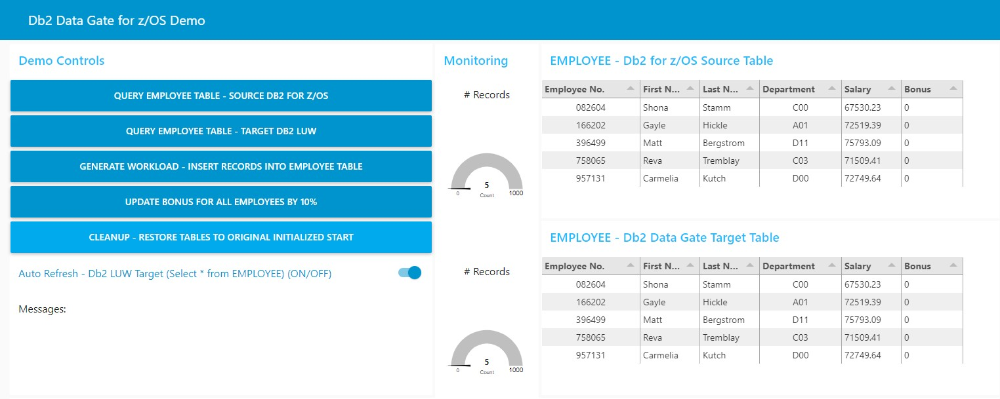 Db2 Data Gate for z/OS Demo
Demo Controls
QUERY EMPLOYEE TABLE - SOURCE DB2 FOR Z/OS
QUERY EMPLOYEE TABLE - TARGET DB2 LUW
GENERATE WORKLOAD - INSERT RECORDS INTO EMPLOYEE TABLE
UPDATE BONUS FOR ALL EMPLOYEES BY 10%
CLEANUP - RESTORE TABLES TO ORIGINAL INITIALIZED START
Auto Refresh - Db2 LUW Target (Select * from EMPLOYEE) (ON/OFF)
Messages:
Monitoring
# Records
5
0 Count 1000
# Records
5
0 Count 1000
EMPLOYEE - Db2 for z/OS Source Table
Employee No. First N... Last N... Department Salary Bonus
082604 Shona Stamm C00 67530.23 0
166202 Gayle Hickle A01 72519.39 0
396499 Matt Bergstrom D11 75793.09 0
758065 Reva Tremblay C03 71509.41 0
957131 Carmelia Kutch D00 72749.64 0
EMPLOYEE - Db2 Data Gate Target Table
Employee No. First N... Last N... Department Salary Bonus
082604 Shona Stamm C00 67530.23 0
166202 Gayle Hickle A01 72519.39 0
396499 Matt Bergstrom D11 75793.09 0
758065 Reva Tremblay C03 71509.41 0
957131 Carmelia Kutch D00 72749.64 0